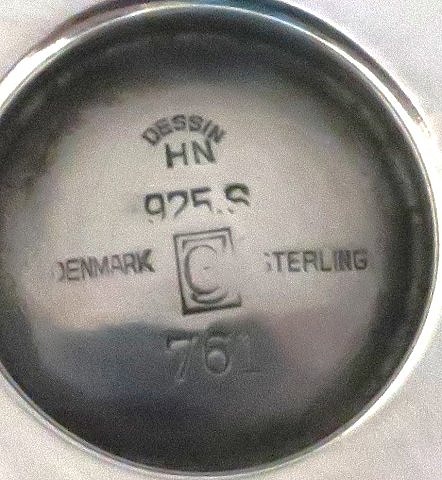 DESSIN
HN
925.S
DENMARK C STERLING
761